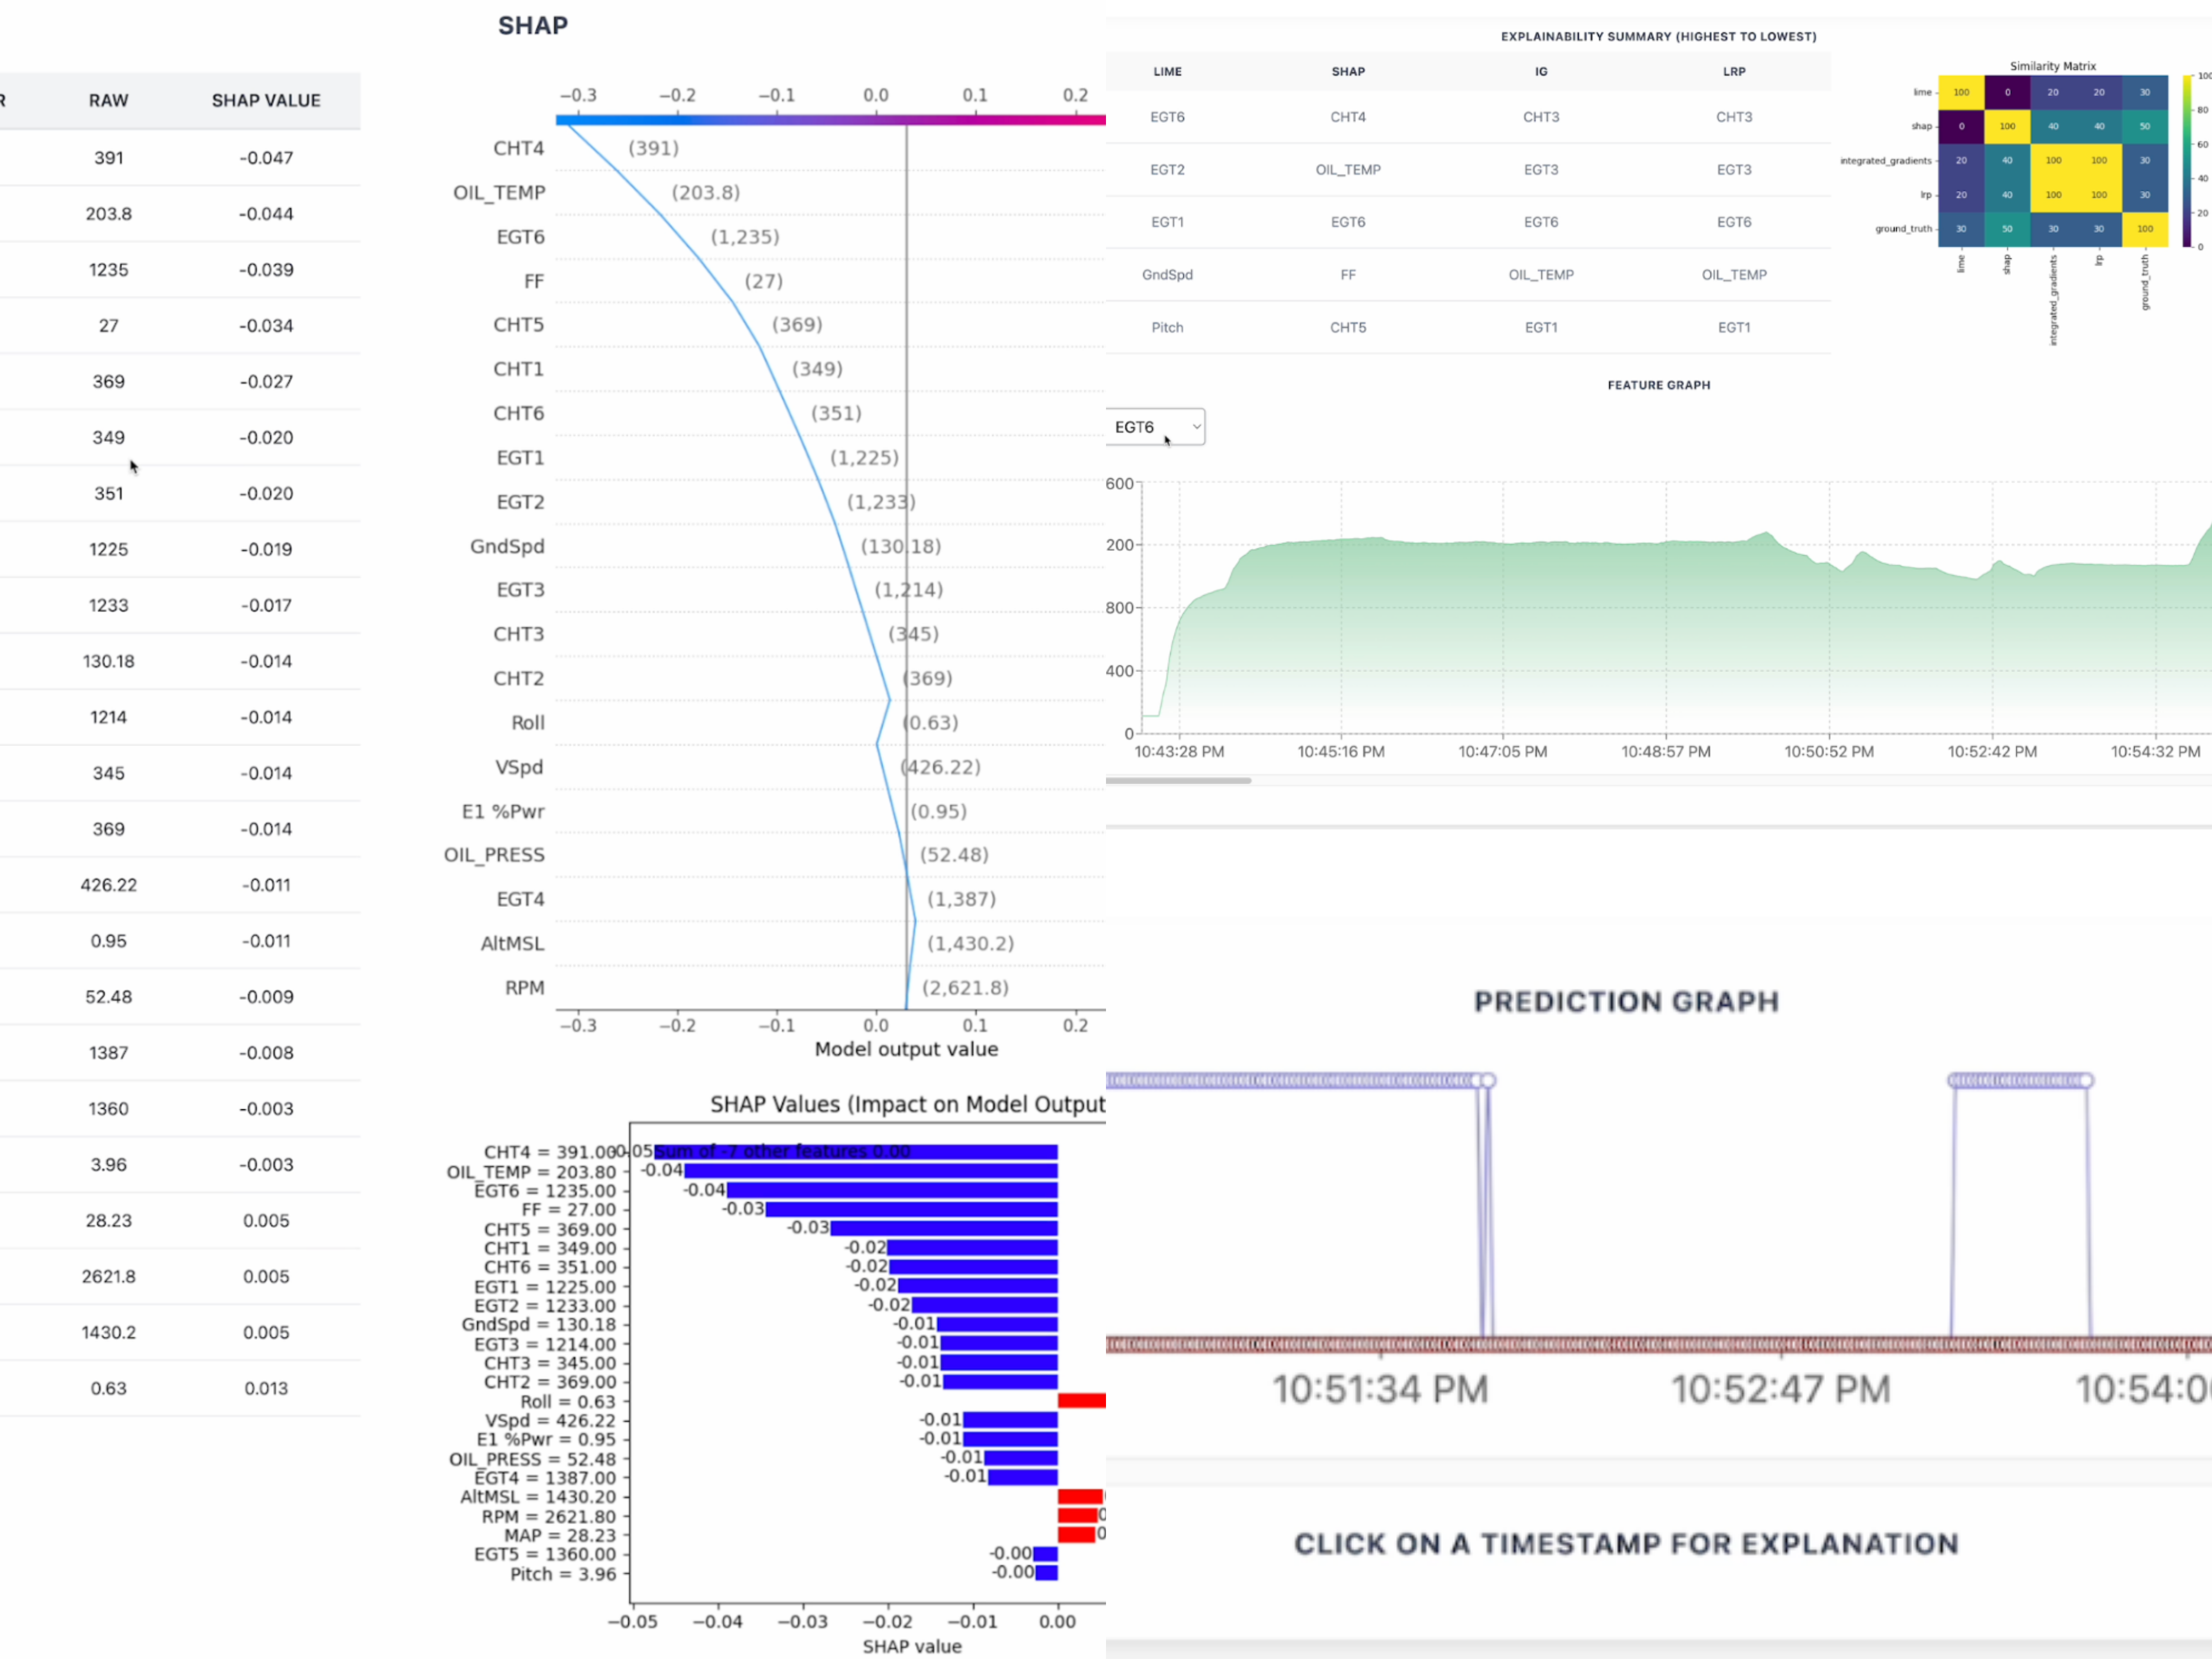 R RAW SHAP VALUE
391 -0.047
203.8 -0.044
1235 -0.039
27 -0.034
369 -0.027
349 -0.020
351 -0.020
1225 -0.019
1233 -0.017
130.18 -0.014
1214 -0.014
345 -0.014
369 -0.014
426.22 -0.011
0.95 -0.011
52.48 -0.009
1387 -0.008
1360 -0.003
3.96 -0.003
28.23 0.005
2621.8 0.005
1430.2 0.005
0.63 0.013
SHAP
−0.3 −0.2 −0.1 0.0 0.1 0.2
CHT4 (391)
OIL_TEMP (203.8)
EGT6 (1,235)
FF (27)
CHT5 (369)
CHT1 (349)
CHT6 (351)
EGT1 (1,225)
EGT2 (1,233)
GndSpd (130.18)
EGT3 (1,214)
CHT3 (345)
CHT2 (369)
Roll (0.63)
VSpd (426.22)
E1 %Pwr (0.95)
OIL_PRESS (52.48)
EGT4 (1,387)
AltMSL (1,430.2)
RPM (2,621.8)
−0.3 −0.2 −0.1 0.0 0.1 0.2
Model output value
SHAP Values (Impact on Model Output
CHT4 = 391.00 -0.05 Sum of -7 other features 0.00
OIL_TEMP = 203.80 -0.04
EGT6 = 1235.00 -0.04
FF = 27.00 -0.03
CHT5 = 369.00 -0.03
CHT1 = 349.00 -0.02
CHT6 = 351.00 -0.02
EGT1 = 1225.00 -0.02
EGT2 = 1233.00 -0.02
GndSpd = 130.18 -0.01
EGT3 = 1214.00 -0.01
CHT3 = 345.00 -0.01
CHT2 = 369.00 -0.01
Roll = 0.63
VSpd = 426.22 -0.01
E1 %Pwr = 0.95 -0.01
OIL_PRESS = 52.48 -0.01
EGT4 = 1387.00 -0.01
AltMSL = 1430.20
RPM = 2621.80 0
MAP = 28.23 0
EGT5 = 1360.00 -0.00
Pitch = 3.96 -0.00
−0.05 −0.04 −0.03 −0.02 −0.01 0.00
SHAP value
EXPLAINABILITY SUMMARY (HIGHEST TO LOWEST)
LIME SHAP IG LRP
EGT6 CHT4 CHT3 CHT3
EGT2 OIL_TEMP EGT3 EGT3
EGT1 EGT6 EGT6 EGT6
GndSpd FF OIL_TEMP OIL_TEMP
Pitch CHT5 EGT1 EGT1
Similarity Matrix
lime 100 0 20 20 30
shap 0 100 40 40 50
integrated_gradients 20 40 100 100 30
lrp 20 40 100 100 30
ground_truth 30 50 30 30 100
lime shap integrated_gradients lrp ground_truth
100
80
60
40
20
0
FEATURE GRAPH
EGT6
600
200
800
400
0
10:43:28 PM 10:45:16 PM 10:47:05 PM 10:48:57 PM 10:50:52 PM 10:52:42 PM 10:54:32 PM
PREDICTION GRAPH
10:51:34 PM 10:52:47 PM 10:54:0
CLICK ON A TIMESTAMP FOR EXPLANATION